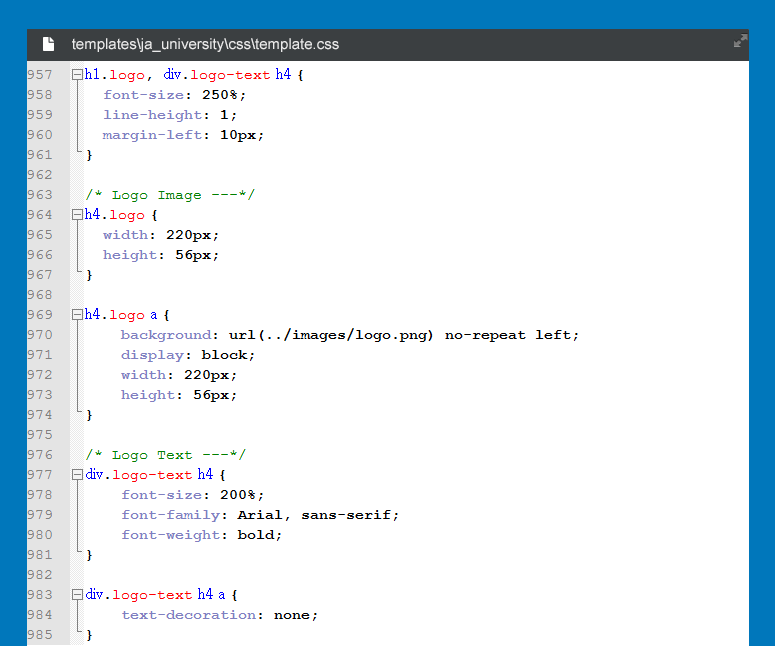 templates\ja_university\css\template.css
957 h1.logo, div.logo-text h4 {
958 font-size: 250%;
959 line-height: 1;
960 margin-left: 10px;
961 }
962
963 /* Logo Image ---*/
964 h4.logo {
965 width: 220px;
966 height: 56px;
967 }
968
969 h4.logo a {
970 background: url(../images/logo.png) no-repeat left;
971 display: block;
972 width: 220px;
973 height: 56px;
974 }
975
976 /* Logo Text ---*/
977 div.logo-text h4 {
978 font-size: 200%;
979 font-family: Arial, sans-serif;
980 font-weight: bold;
981 }
982
983 div.logo-text h4 a {
984 text-decoration: none;
985 }